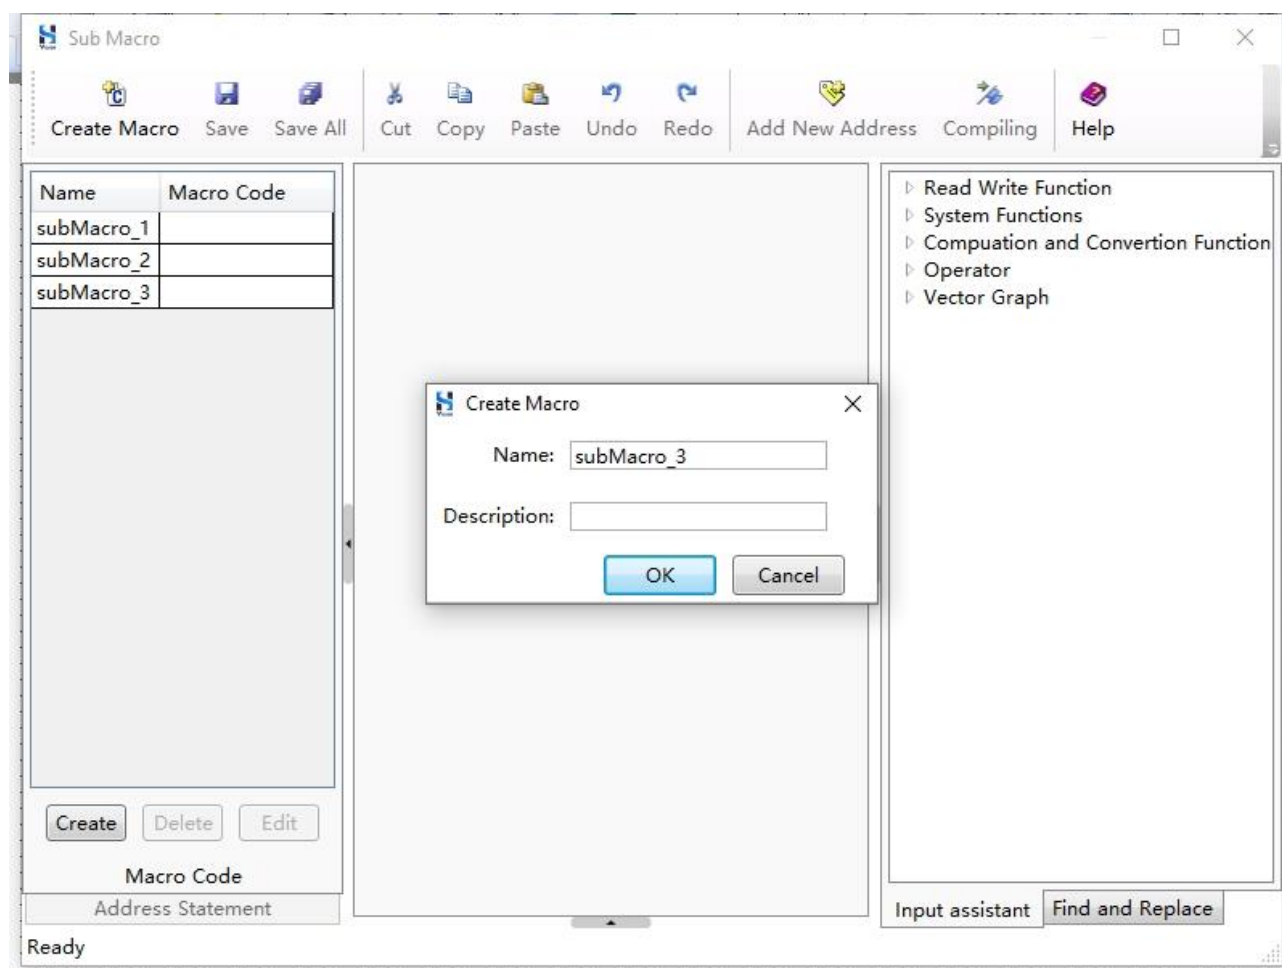 Sub Macro
Create Macro Save Save All Cut Copy Paste Undo Redo Add New Address Compiling Help
Name Macro Code
subMacro_1
subMacro_2
subMacro_3
Read Write Function
System Functions
Compuation and Convertion Function
Operator
Vector Graph
Create Macro
Name: subMacro_3
Description:
OK Cancel
Create Delete Edit
Macro Code
Address Statement
Input assistant Find and Replace
Ready